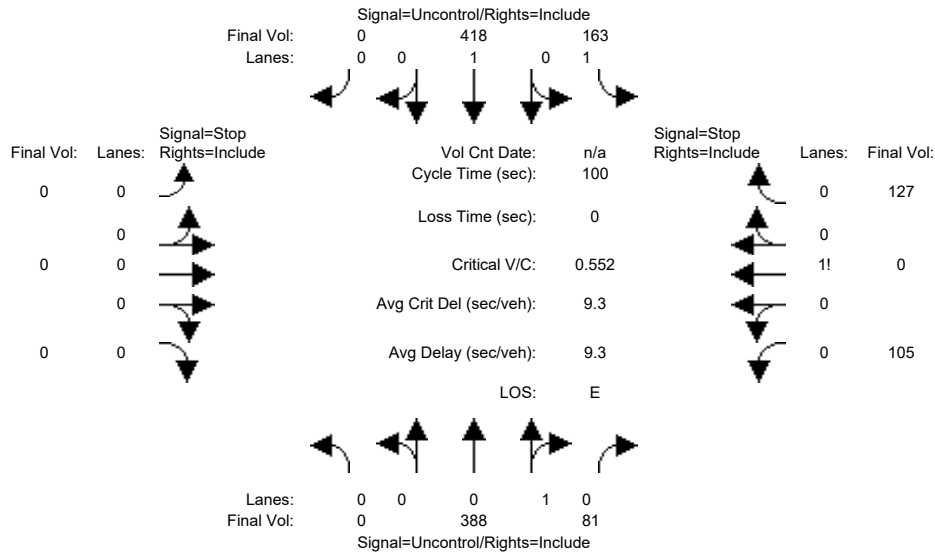 Signal=Uncontrol/Rights=Include
Final Vol: 0 418 163
Lanes: 0 0 1 0 1
Signal=Stop
Final Vol: Lanes: Rights=Include
Vol Cnt Date: n/a
Signal=Stop
Rights=Include Lanes: Final Vol:
0 0
Cycle Time (sec): 100
0 127
0
Loss Time (sec): 0
0
0 0
Critical V/C: 0.552
1! 0
0
Avg Crit Del (sec/veh): 9.3
0
0 0
Avg Delay (sec/veh): 9.3
0 105
LOS: E
Lanes: 0 0 0 1 0
Final Vol: 0 388 81
Signal=Uncontrol/Rights=Include